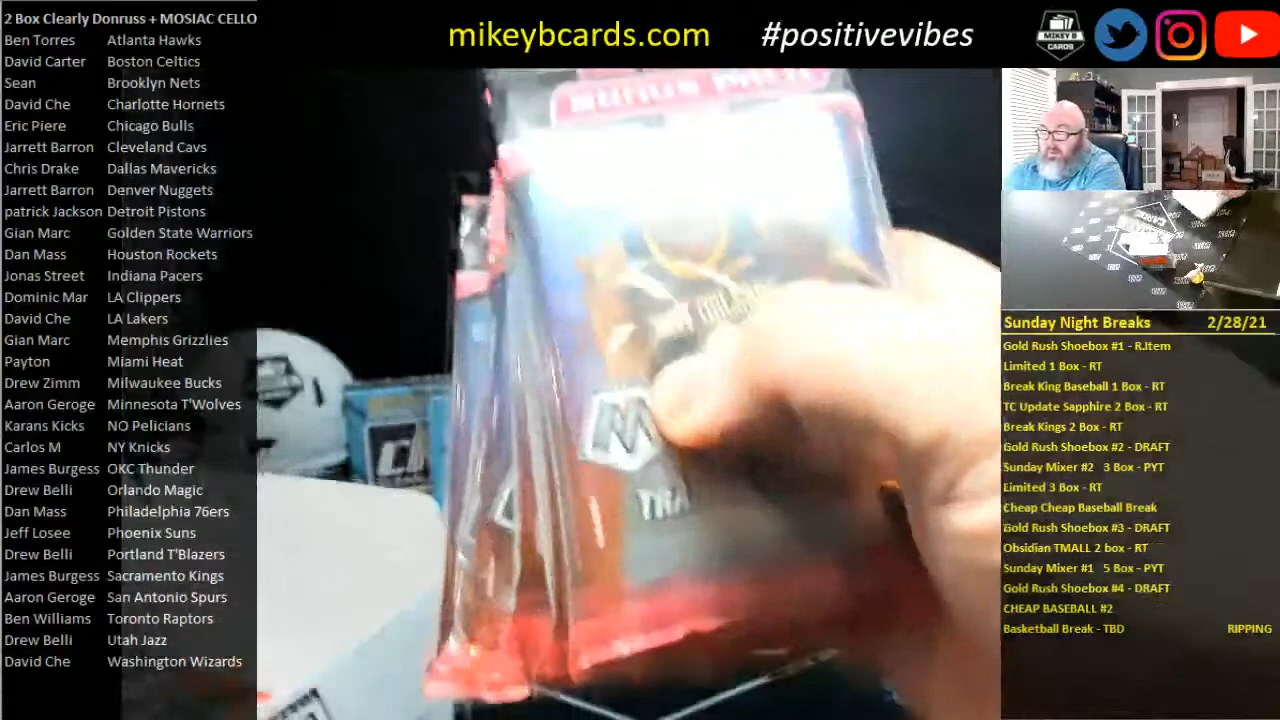 2 Box Clearly Donruss + MOSIAC CELLO
Ben Torres Atlanta Hawks
David Carter Boston Celtics
Sean Brooklyn Nets
David Che Charlotte Hornets
Eric Piere Chicago Bulls
Jarrett Barron Cleveland Cavs
Chris Drake Dallas Mavericks
Jarrett Barron Denver Nuggets
patrick Jackson Detroit Pistons
Gian Marc Golden State Warriors
Dan Mass Houston Rockets
Jonas Street Indiana Pacers
Dominic Mar LA Clippers
David Che LA Lakers
Gian Marc Memphis Grizzlies
Payton Miami Heat
Drew Zimm Milwaukee Bucks
Aaron Geroge Minnesota T'Wolves
Karans Kicks NO Pelicians
Carlos M NY Knicks
James Burgess OKC Thunder
Drew Belli Orlando Magic
Dan Mass Philadelphia 76ers
Jeff Losee Phoenix Suns
Drew Belli Portland T'Blazers
James Burgess Sacramento Kings
Aaron Geroge San Antonio Spurs
Ben Williams Toronto Raptors
Drew Belli Utah Jazz
David Che Washington Wizards
mikeybcards.com #positivevibes
MIKEY B
CARDS
Sunday Night Breaks 2/28/21
Gold Rush Shoebox #1 - R.Item
Limited 1 Box - RT
Break King Baseball 1 Box - RT
TC Update Sapphire 2 Box - RT
Break Kings 2 Box - RT
Gold Rush Shoebox #2 - DRAFT
Sunday Mixer #2 3 Box - PYT
Limited 3 Box - RT
Cheap Cheap Baseball Break
Gold Rush Shoebox #3 - DRAFT
Obsidian TMALL 2 box - RT
Sunday Mixer #1 5 Box - PYT
Gold Rush Shoebox #4 - DRAFT
CHEAP BASEBALL #2
Basketball Break - TBD RIPPING